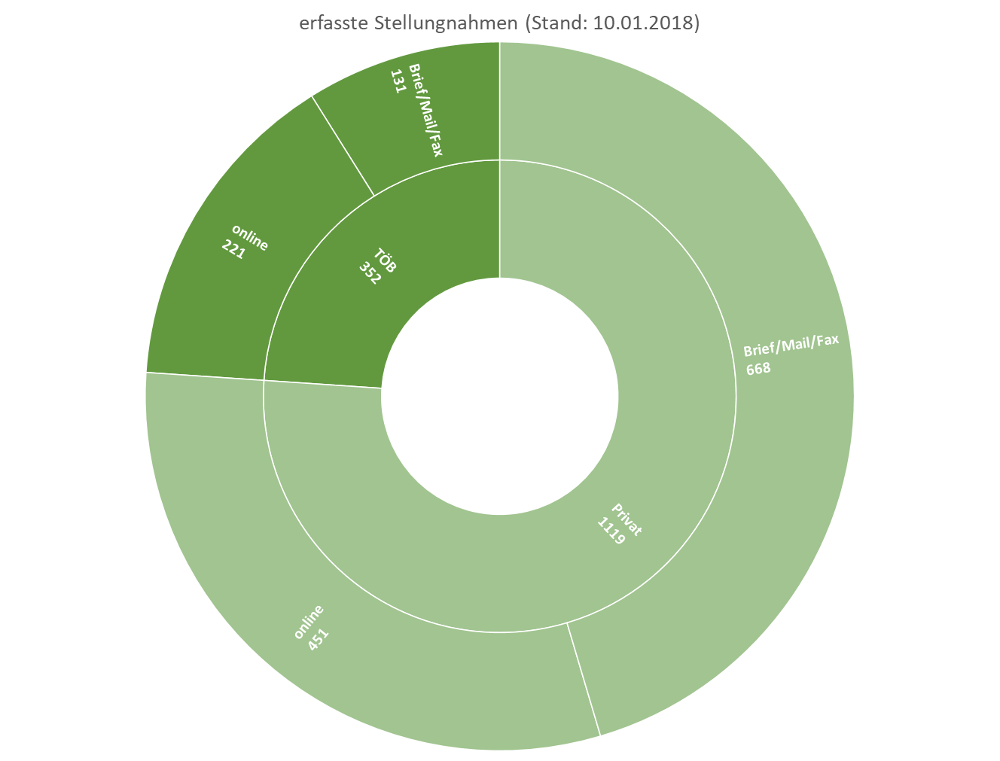 erfasste Stellungnahmen (Stand: 10.01.2018)
Brief/Mail/Fax
131
online
221
TÖB
352
Brief/Mail/Fax
668
Privat
1119
online
451